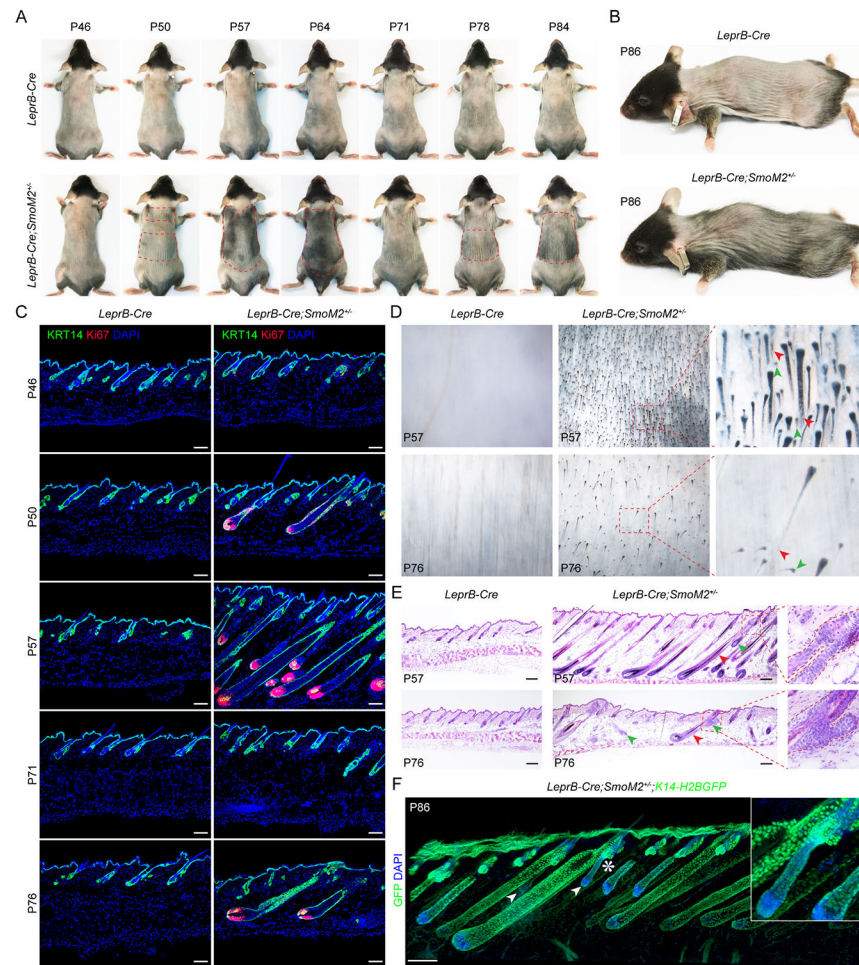 A
P46 P50 P57 P64 P71 P78 P84
LeprB-Cre
LeprB-Cre;SmoM2+/-
B
LeprB-Cre
P86
LeprB-Cre;SmoM2+/-
P86
C
LeprB-Cre LeprB-Cre;SmoM2+/-
KRT14 Ki67 DAPI KRT14 Ki67 DAPI
P46
P50
P57
P71
P76
D
LeprB-Cre LeprB-Cre;SmoM2+/-
P57 P57
P76 P76
E
LeprB-Cre LeprB-Cre;SmoM2+/-
P57 P57
P76 P76
F
LeprB-Cre;SmoM2+/-;K14-H2BGFP
P86
GFP DAPI
*